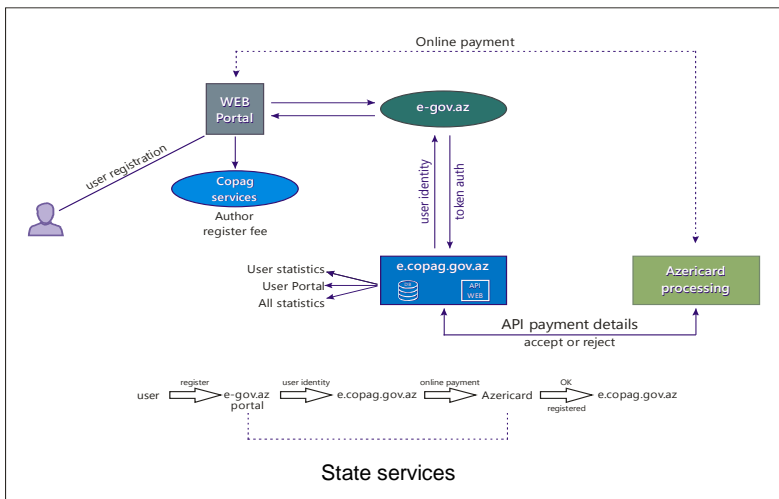 Online payment
WEB
Portal
e-gov.az
user registration
Copag
services
Author
register fee
user identity
token auth
e.copag.gov.az
DB
API
WEB
User statistics
User Portal
All statistics
Azericard
processing
API payment details
accept or reject
user
register
e-gov.az
portal
user identity
e.copag.gov.az
online payment
Azericard
OK
registered
e.copag.gov.az
State services